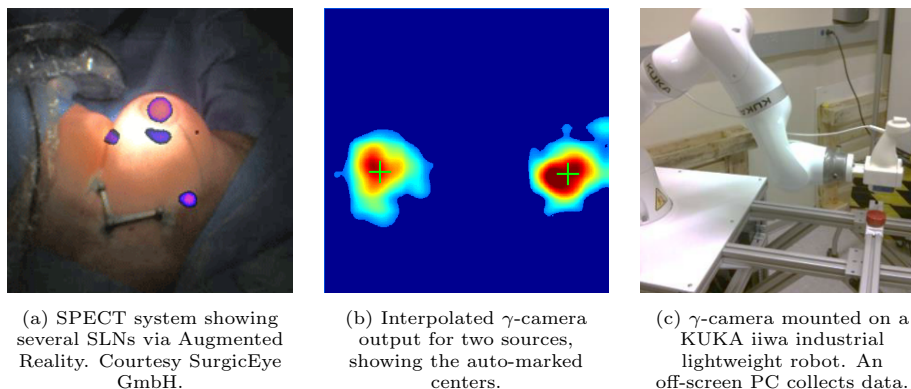 KUKA
KUKA
(a) SPECT system showing
several SLNs via Augmented
Reality. Courtesy SurgicEye
GmbH.
(b) Interpolated γ-camera
output for two sources,
showing the auto-marked
centers.
(c) γ-camera mounted on a
KUKA iiwa industrial
lightweight robot. An
off-screen PC collects data.